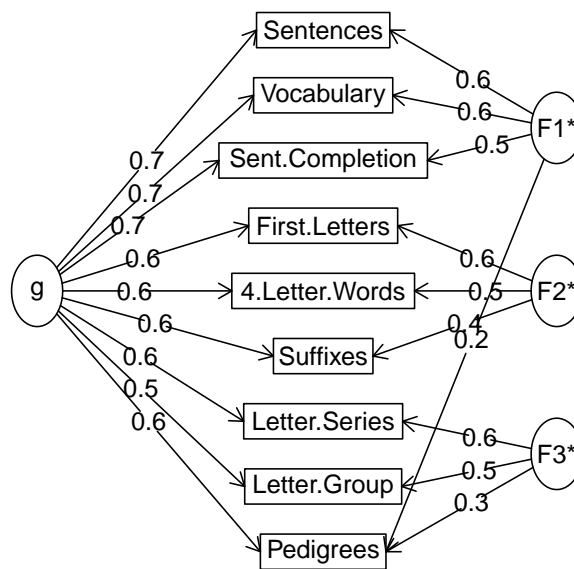 Sentences
0.6
Vocabulary
0.6
F1*
0.7
Sent.Completion
0.5
0.7
0.7
First.Letters
0.6
0.6
g
0.6
4.Letter.Words
0.5
F2*
0.6
0.4
0.2
Suffixes
0.6
0.5
Letter.Series
0.6
F3*
0.6
Letter.Group
0.5
0.3
Pedigrees